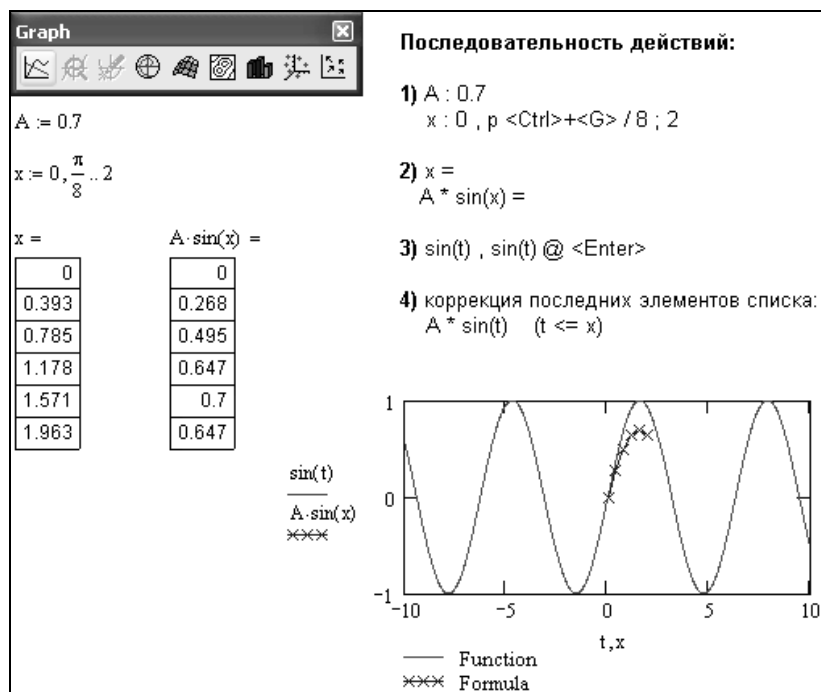 Graph
A := 0.7
x := 0, π/8 .. 2
x =
0
0.393
0.785
1.178
1.571
1.963
A·sin(x) =
0
0.268
0.495
0.647
0.7
0.647
Последовательность действий:
1) A : 0.7
x : 0 , p <Ctrl>+<G> / 8 ; 2
2) x =
A * sin(x) =
3) sin(t) , sin(t) @ <Enter>
4) коррекция последних элементов списка:
A * sin(t) (t <= x)
sin(t)
A·sin(x)
1
0
−1
−10
−5
0
5
10
t,x
Function
Formula